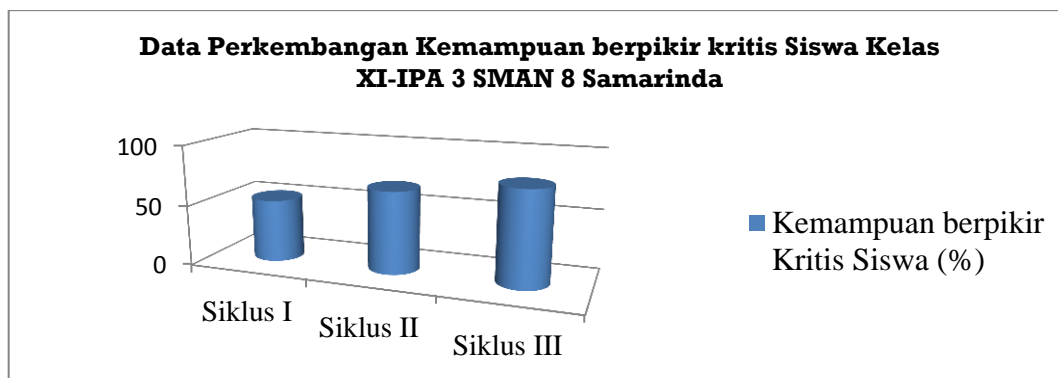 Data Perkembangan Kemampuan berpikir kritis Siswa Kelas
XI-IPA 3 SMAN 8 Samarinda
100
50
0
Siklus I
Siklus II
Siklus III
Kemampuan berpikir
Kritis Siswa (%)